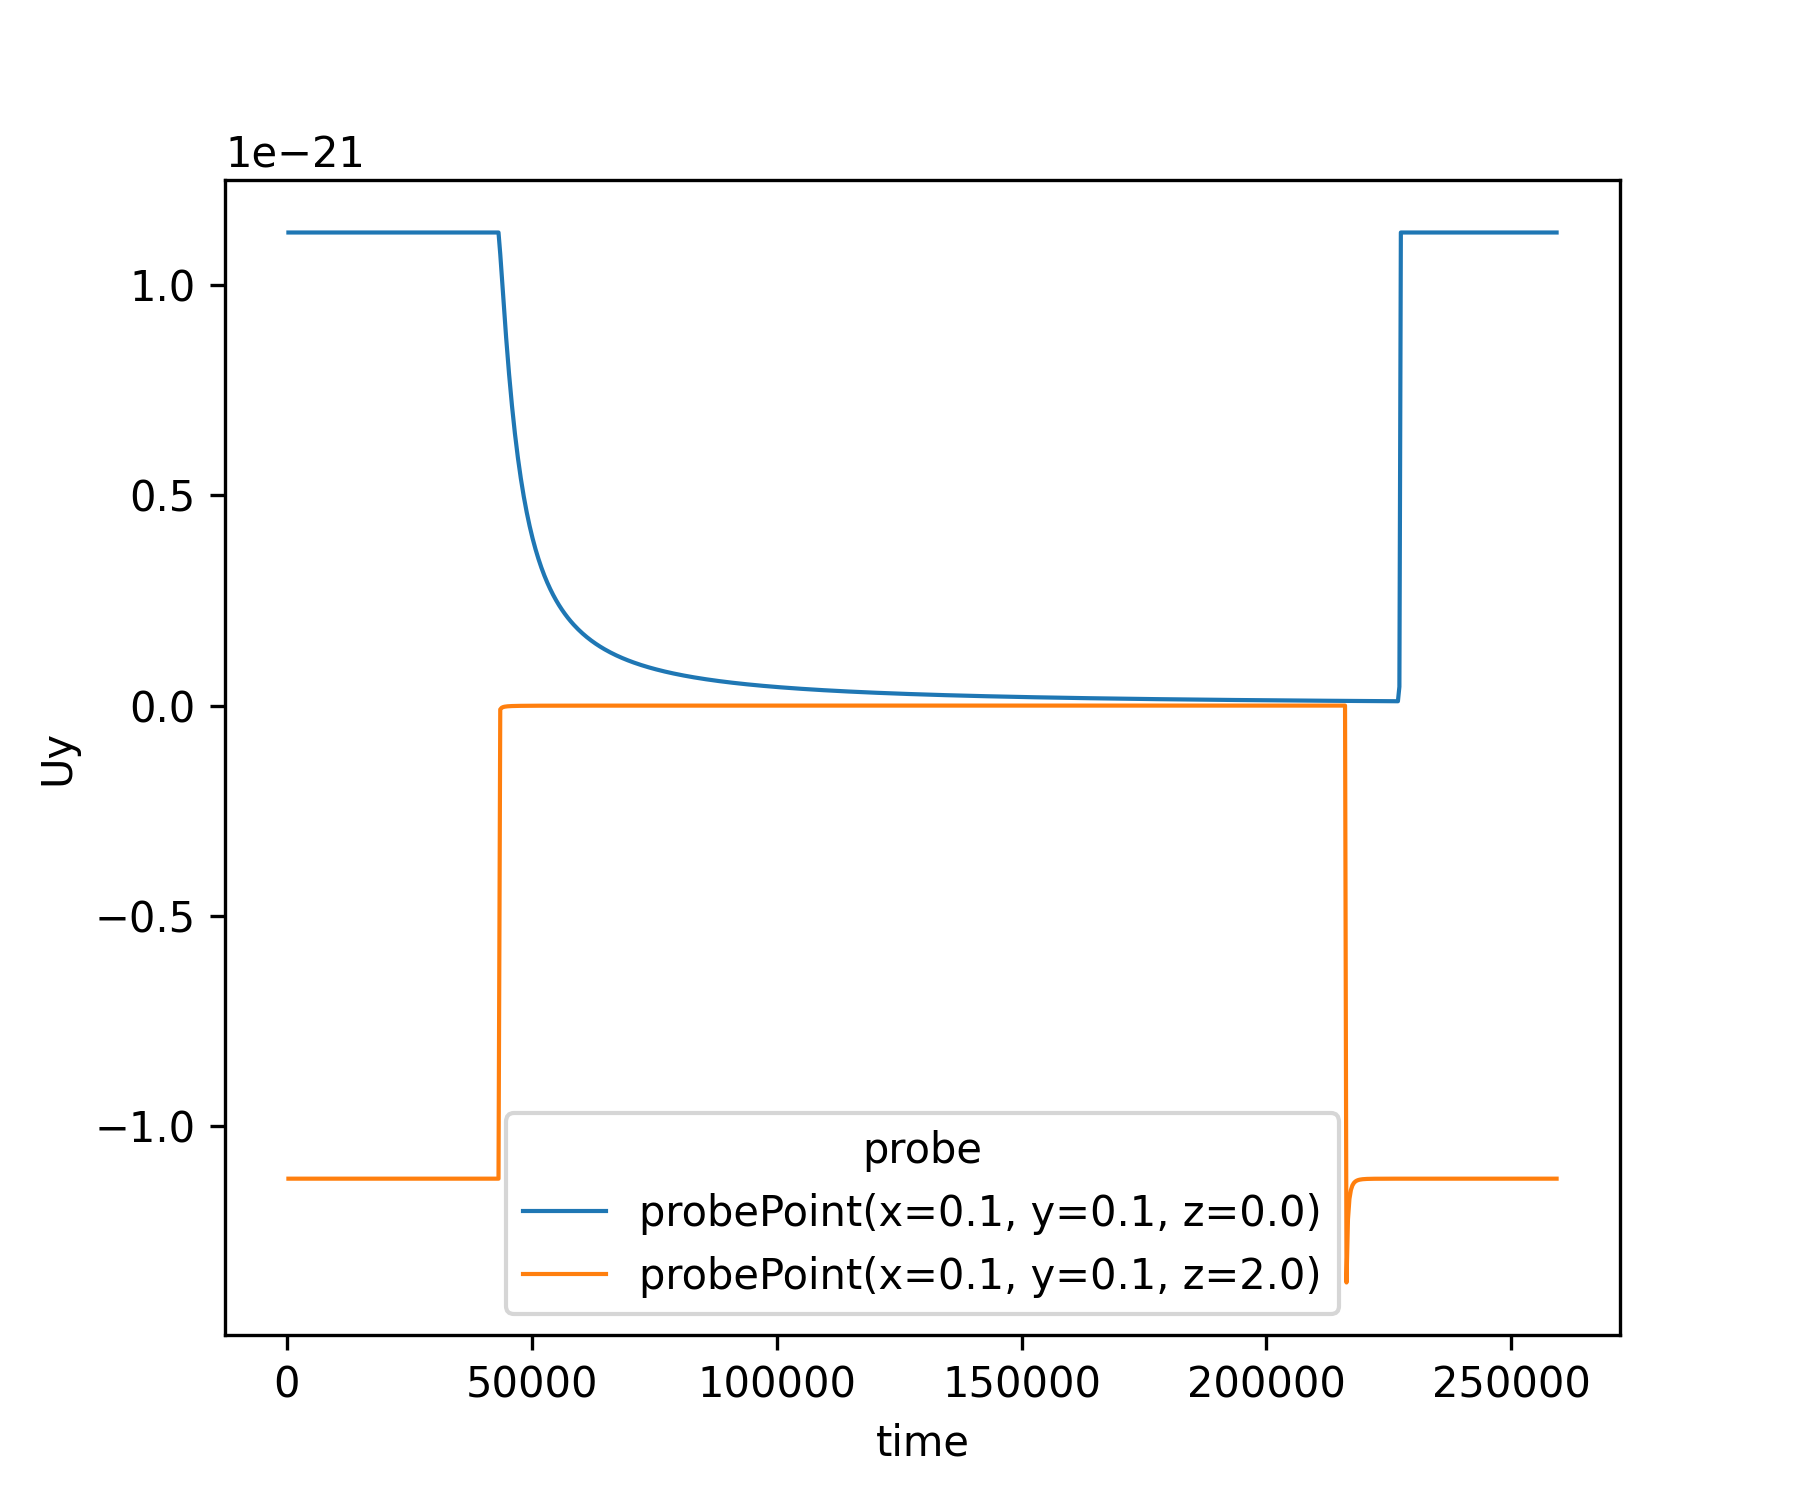 1e−21
1.0
0.5
0.0
−0.5
−1.0
Uy
probe
probePoint(x=0.1, y=0.1, z=0.0)
probePoint(x=0.1, y=0.1, z=2.0)
0 50000 100000 150000 200000 250000
time